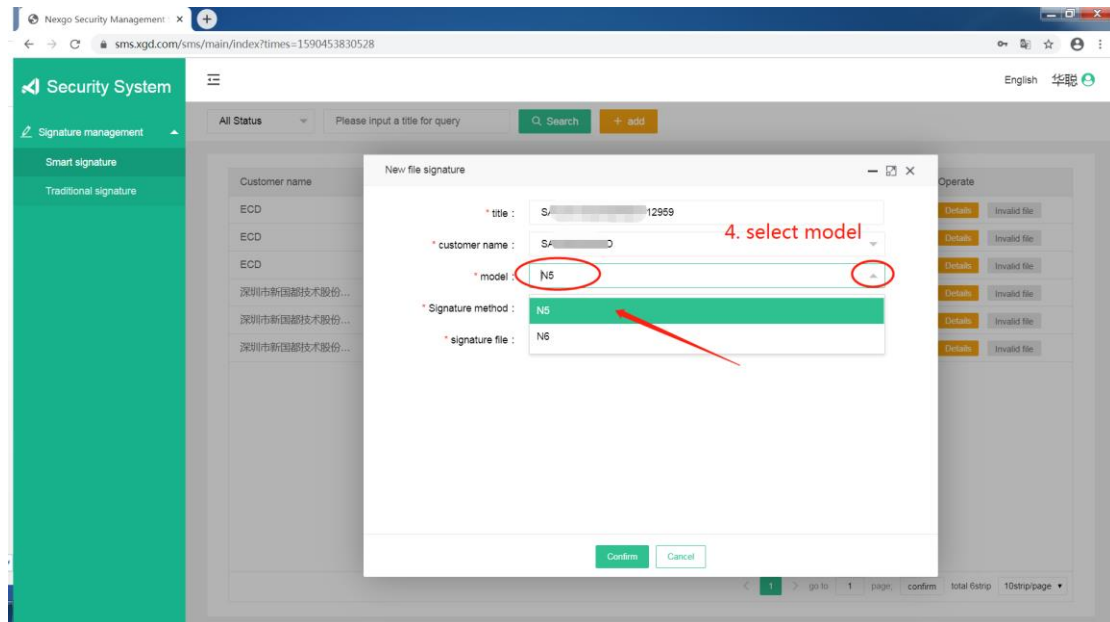 Nexgo Security Management
sms.xgd.com/sms/main/index?times=1590453830528
Security System
English 华聪
Signature management
Smart signature
Traditional signature
All Status
Please input a title for query
Search
+ add
New file signature
Customer name
Operate
ECD
Details Invalid file
ECD
Details Invalid file
ECD
Details Invalid file
深圳市新国都技术股份...
Details Invalid file
深圳市新国都技术股份...
Details Invalid file
深圳市新国都技术股份...
Details Invalid file
* title : 12959
4. select model
* customer name :
* model : N5
* Signature method :
N5
* signature file :
N6
Confirm Cancel
1 go to 1 page, confirm total 6strip 10strip/page